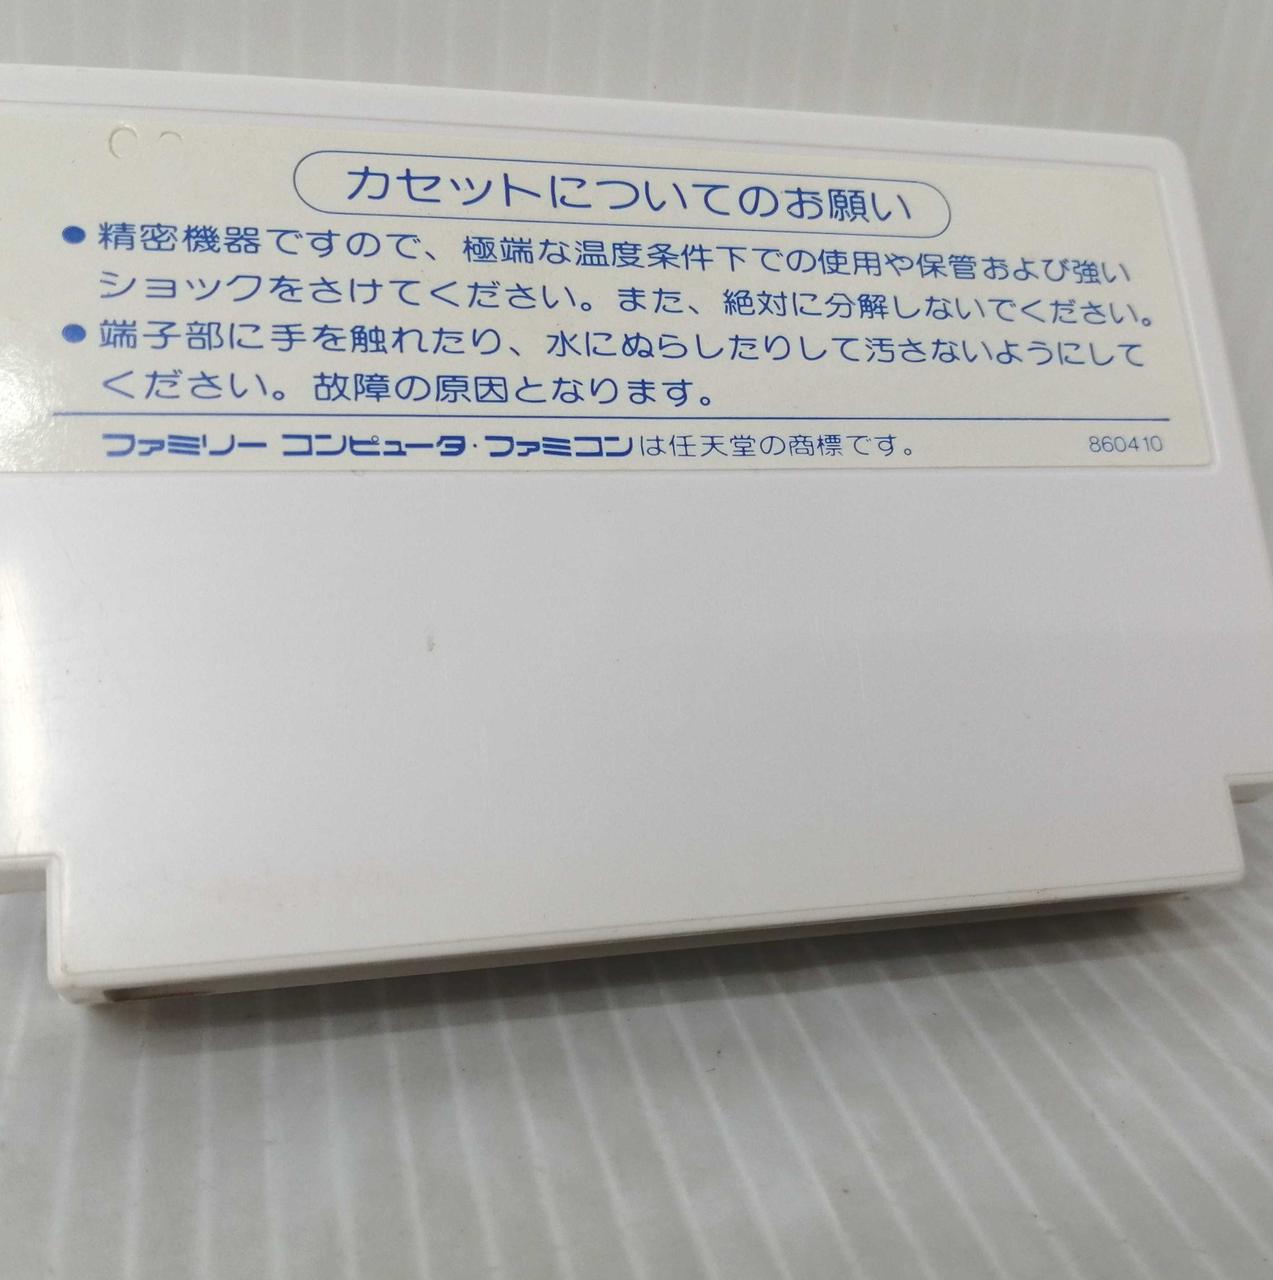 カセットについてのお願い
●精密機器ですので、極端な温度条件下での使用や保管および強い
ショックをさけてください。また、絶対に分解しないでください。
●端子部に手を触れたり、水にぬらしたりして汚さないようにして
ください。故障の原因となります。
ファミリー コンピュータ・ファミコンは任天堂の商標です。 860410